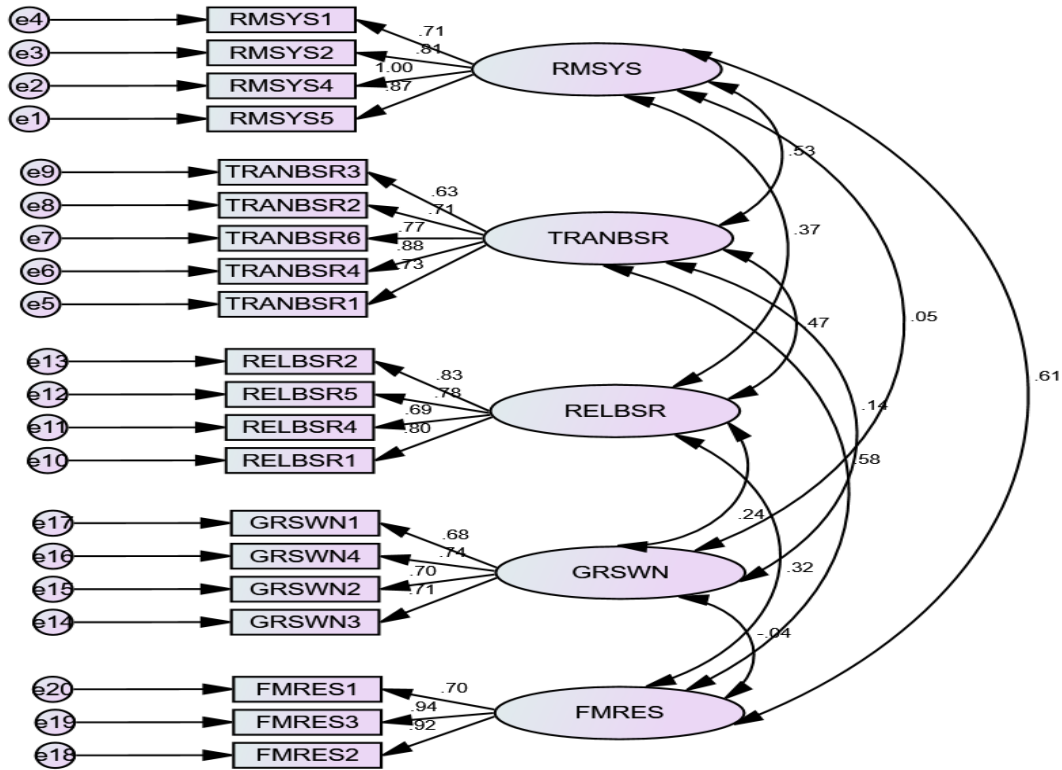 e4 RMSYS1 .71
e3 RMSYS2 .81
RMSYS
e2 RMSYS4 1.00
e1 RMSYS5 .87
.53
e9 TRANBSR3 .63
e8 TRANBSR2 .71
e7 TRANBSR6 .77 TRANBSR .37
e6 TRANBSR4 .88
e5 TRANBSR1 .73
.47 .05
e13 RELBSR2 .83
.61
e12 RELBSR5 .78
RELBSR .14
e11 RELBSR4 .69
e10 RELBSR1 .80 .58
e17 GRSWN1 .68 .24
e16 GRSWN4 .74
GRSWN .32
e15 GRSWN2 .70
e14 GRSWN3 .71
-.04
e20 FMRES1 .70
e19 FMRES3 .94 FMRES
e18 FMRES2 .92